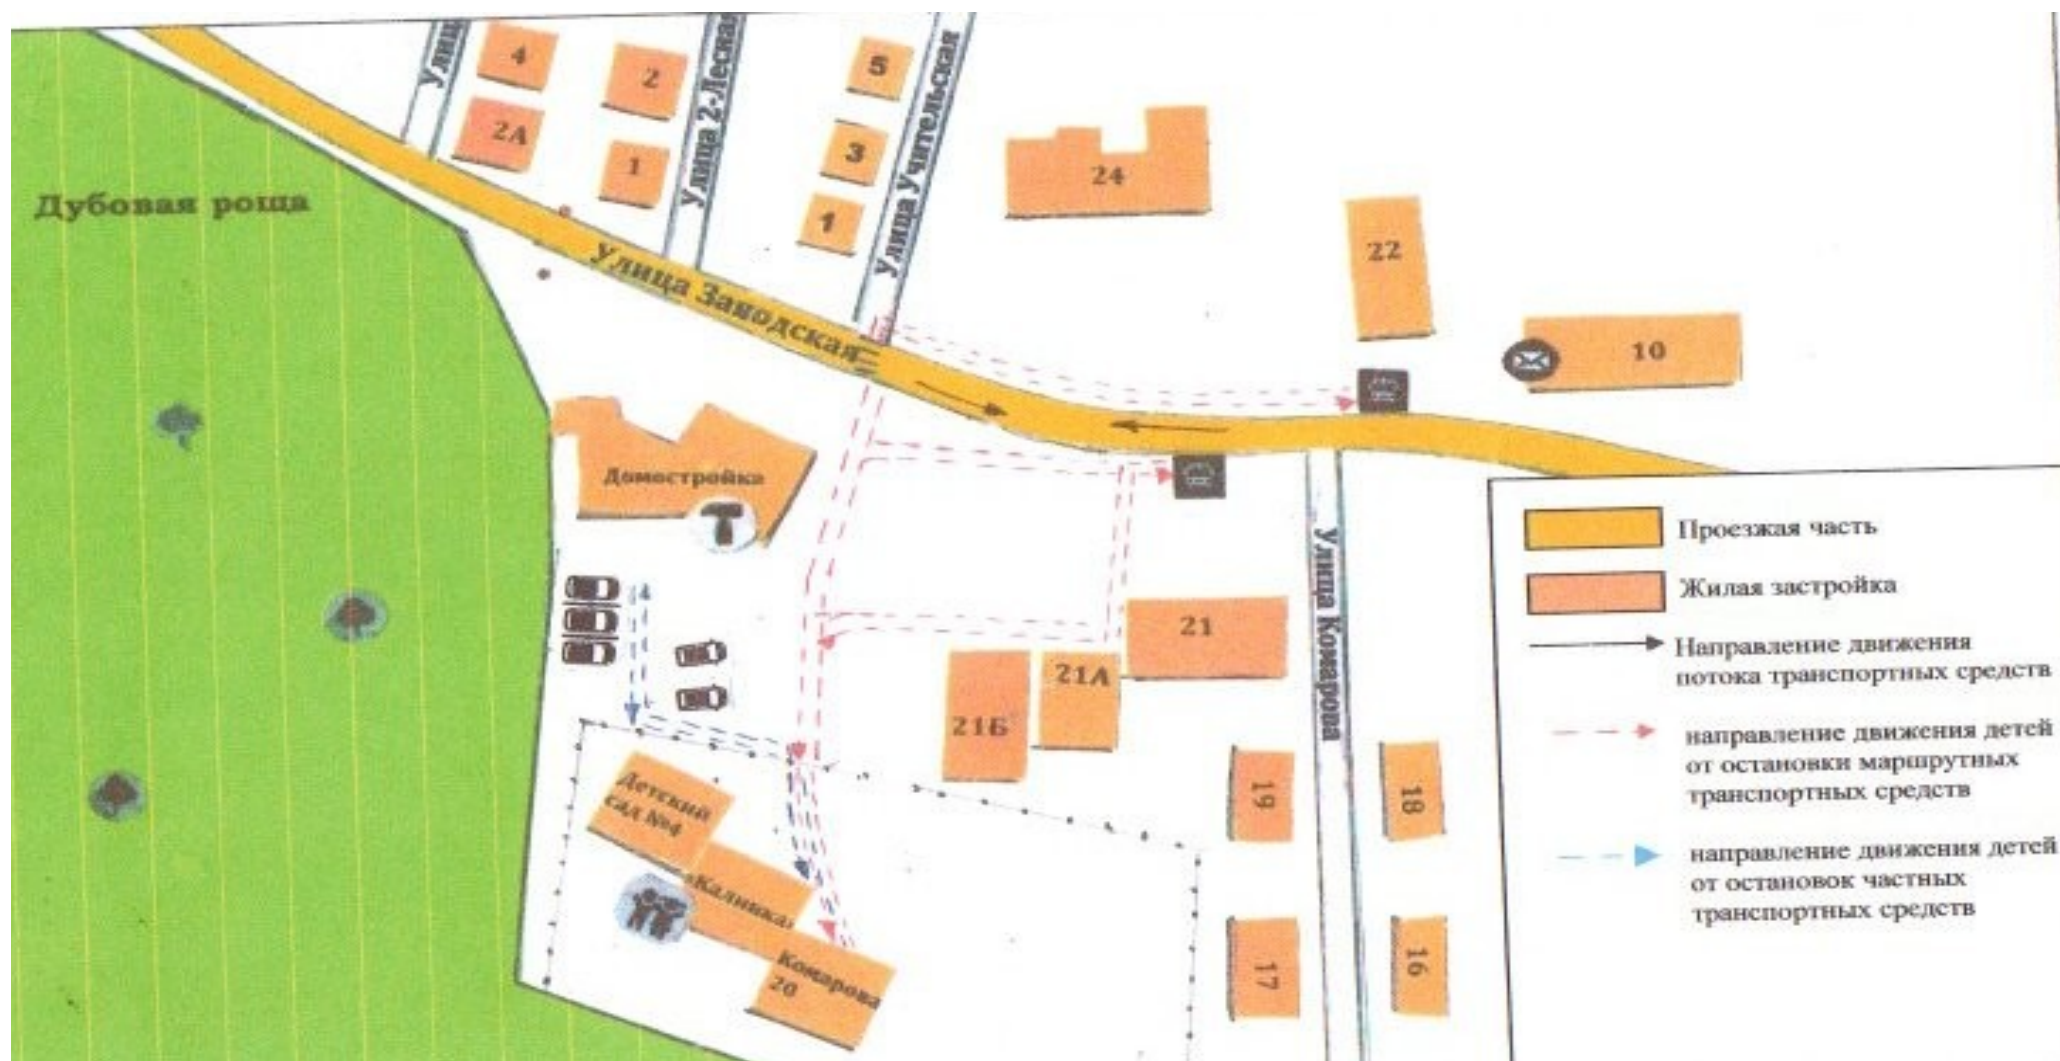 4
2
5
2А
1
3
1
Улица 2-Лесная
Улица Учительская
24
22
10
Дубовая роща
Улица Заводская
Домостройка
Улица Комарова
21
21А
21Б
19
18
17
16
Детский
сад №4
«Калинка»
Комарова
20
Проезжая часть
Жилая застройка
Направление движения
потока транспортных средств
направление движения детей
от остановки маршрутных
транспортных средств
направление движения детей
от остановок частных
транспортных средств